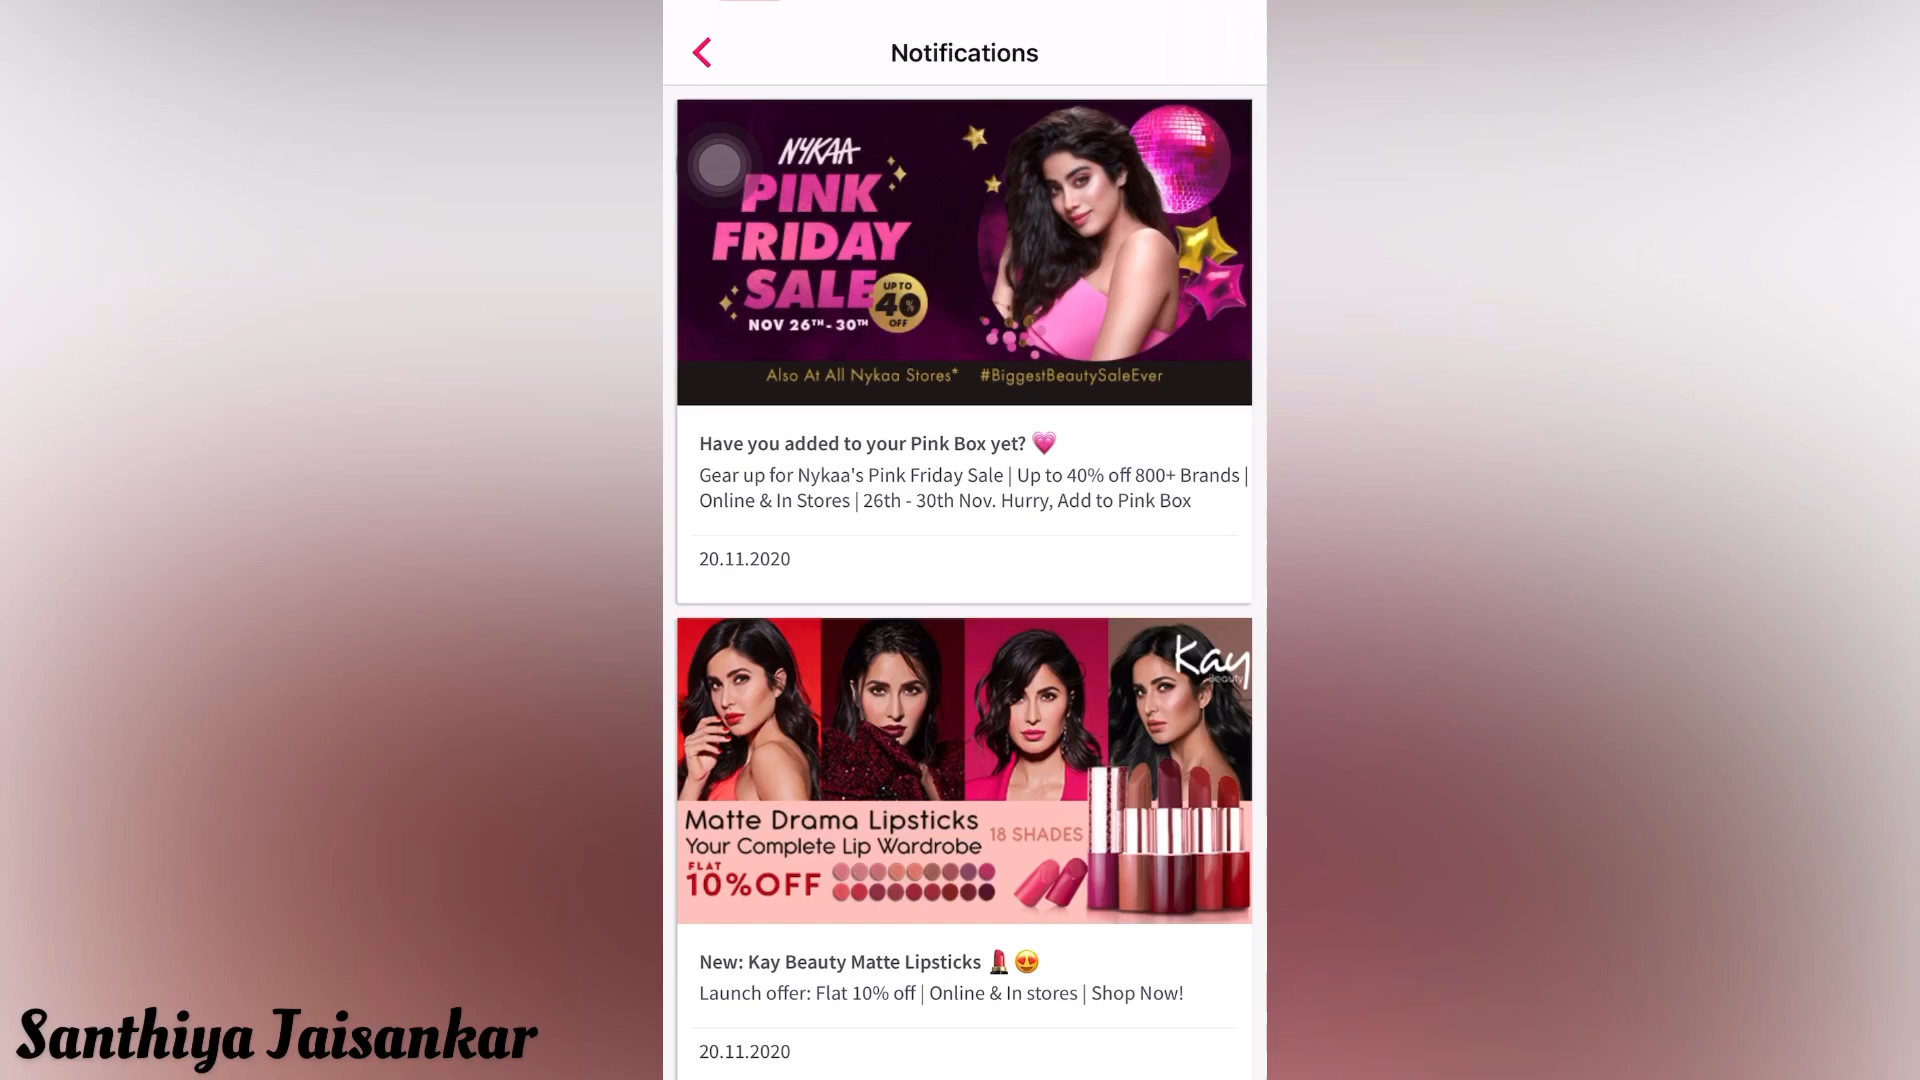 Notifications
NYKAA
PINK
FRIDAY
SALE
UP TO
40%
OFF
NOV 26TH - 30TH
Also At All Nykaa Stores* #BiggestBeautySaleEver
Have you added to your Pink Box yet? 💗
Gear up for Nykaa's Pink Friday Sale | Up to 40% off 800+ Brands |
Online & In Stores | 26th - 30th Nov. Hurry, Add to Pink Box
20.11.2020
Kay
Beauty
Matte Drama Lipsticks
18 SHADES
Your Complete Lip Wardrobe
FLAT
10%OFF
New: Kay Beauty Matte Lipsticks 💄😍
Launch offer: Flat 10% off | Online & In stores | Shop Now!
20.11.2020
Santhiya Jaisankar